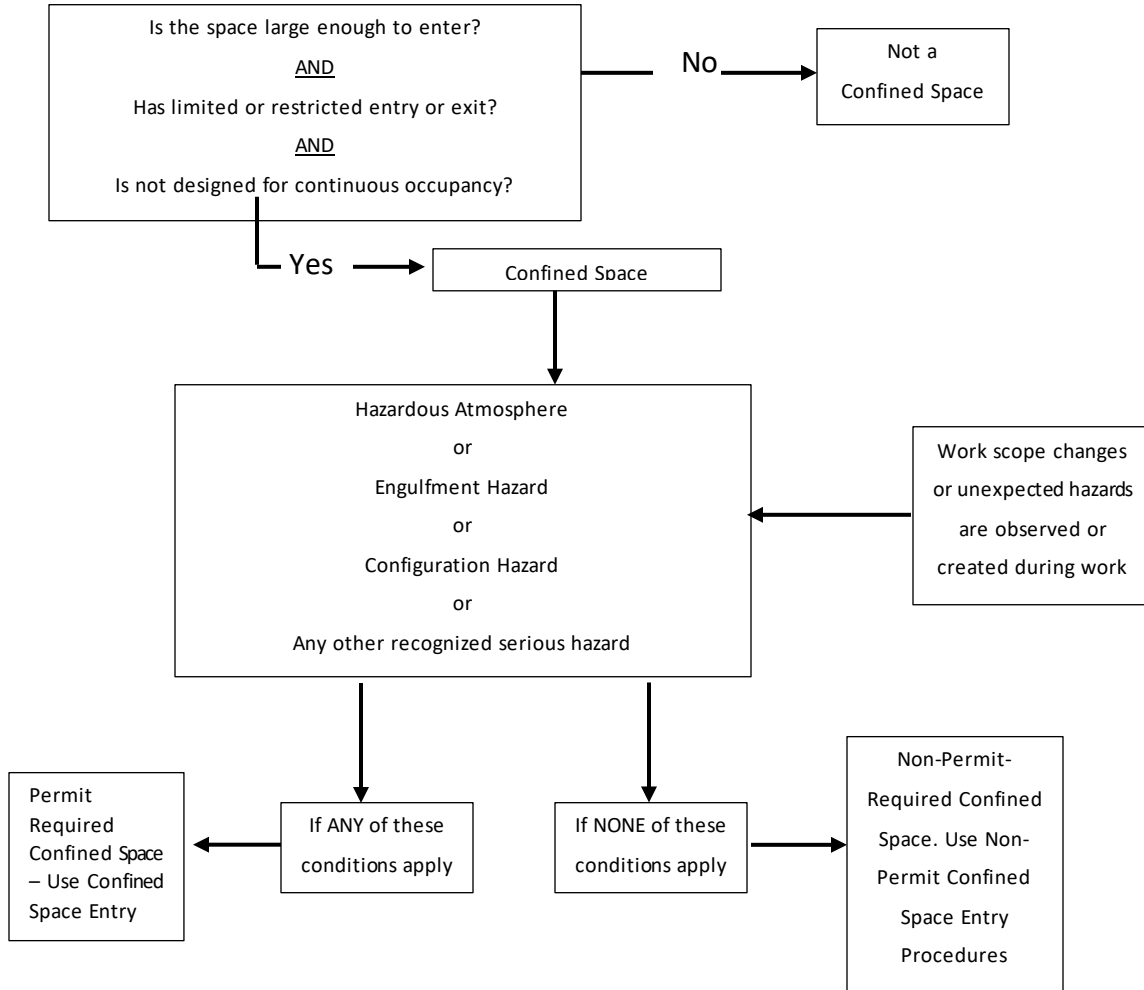 Is the space large enough to enter?
AND
Has limited or restricted entry or exit?
AND
Is not designed for continuous occupancy?
No
Not a
Confined Space
Yes
Confined Space
Hazardous Atmosphere
or
Engulfment Hazard
or
Configuration Hazard
or
Any other recognized serious hazard
Work scope changes
or unexpected hazards
are observed or
created during work
Permit
Required
Confined Space
– Use Confined
Space Entry
If ANY of these
conditions apply
If NONE of these
conditions apply
Non-Permit-
Required Confined
Space. Use Non-
Permit Confined
Space Entry
Procedures